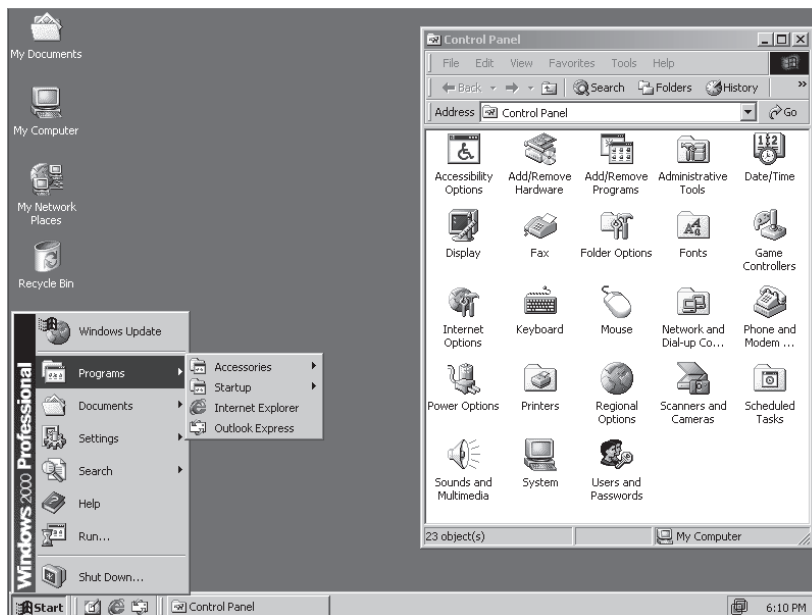 My Documents
My Computer
My Network
Places
Recycle Bin
Control Panel
File Edit View Favorites Tools Help
Back Search Folders History »
Address Control Panel Go
Accessibility
Options
Add/Remove
Hardware
Add/Remove
Programs
Administrative
Tools
Date/Time
Display
Fax
Folder Options
Fonts
Game
Controllers
Internet
Options
Keyboard
Mouse
Network and
Dial-up Co...
Phone and
Modem ...
Power Options
Printers
Regional
Options
Scanners and
Cameras
Scheduled
Tasks
Sounds and
Multimedia
System
Users and
Passwords
23 object(s) My Computer
Windows 2000 Professional
Windows Update
Programs
Documents
Settings
Search
Help
Run...
Shut Down...
Accessories
Startup
Internet Explorer
Outlook Express
Start Control Panel 6:10 PM